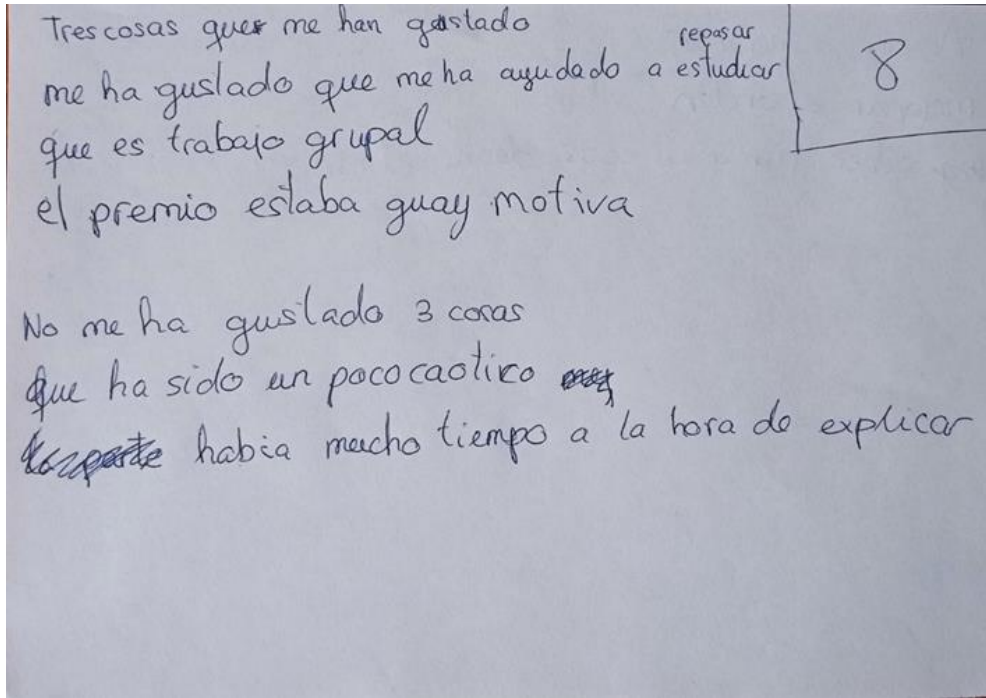 Tres cosas que me han gustado
repasar
me ha gustado que me ha ayudado a estudiar
8
que es trabajo grupal
el premio estaba guay motiva
No me ha gustado 3 cosas
que ha sido un poco caotico
habia mucho tiempo a la hora de explicar